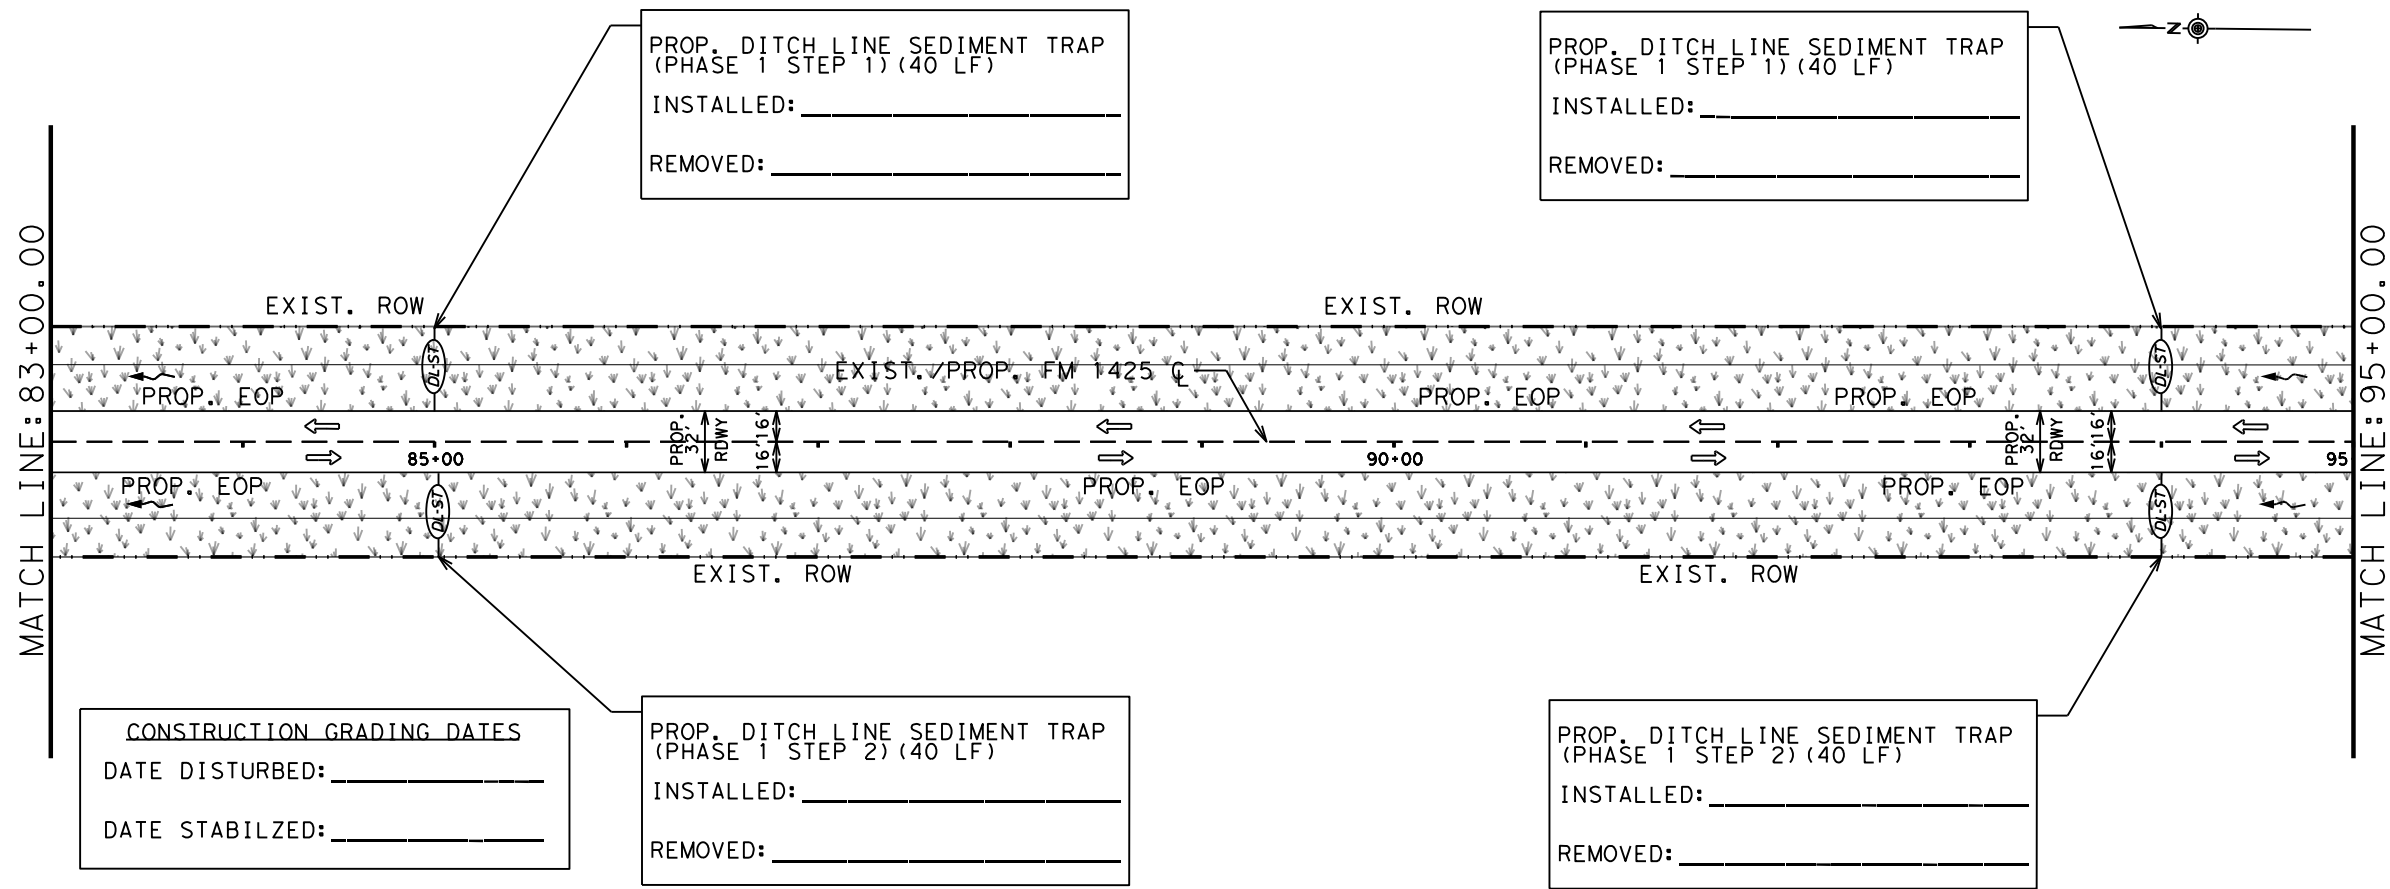 PROP. DITCH LINE SEDIMENT TRAP
(PHASE 1 STEP 1)(40 LF)
INSTALLED:
REMOVED:
PROP. DITCH LINE SEDIMENT TRAP
(PHASE 1 STEP 1)(40 LF)
INSTALLED:
REMOVED:
N
MATCH LINE:83+00.00
EXIST. ROW
EXIST. ROW
DL-ST
EXIST./PROP. FM 1425 ℄
DL-ST
PROP. EOP
PROP. EOP
PROP. EOP
85+00
PROP.
32'
RDWY
16'16'
90+00
PROP.
32'
RDWY
16'16'
95
PROP. EOP
DL-ST
PROP. EOP
PROP. EOP
DL-ST
EXIST. ROW
EXIST. ROW
MATCH LINE:95+00.00
CONSTRUCTION GRADING DATES
DATE DISTURBED:
DATE STABILZED:
PROP. DITCH LINE SEDIMENT TRAP
(PHASE 1 STEP 2)(40 LF)
INSTALLED:
REMOVED:
PROP. DITCH LINE SEDIMENT TRAP
(PHASE 1 STEP 2)(40 LF)
INSTALLED:
REMOVED: